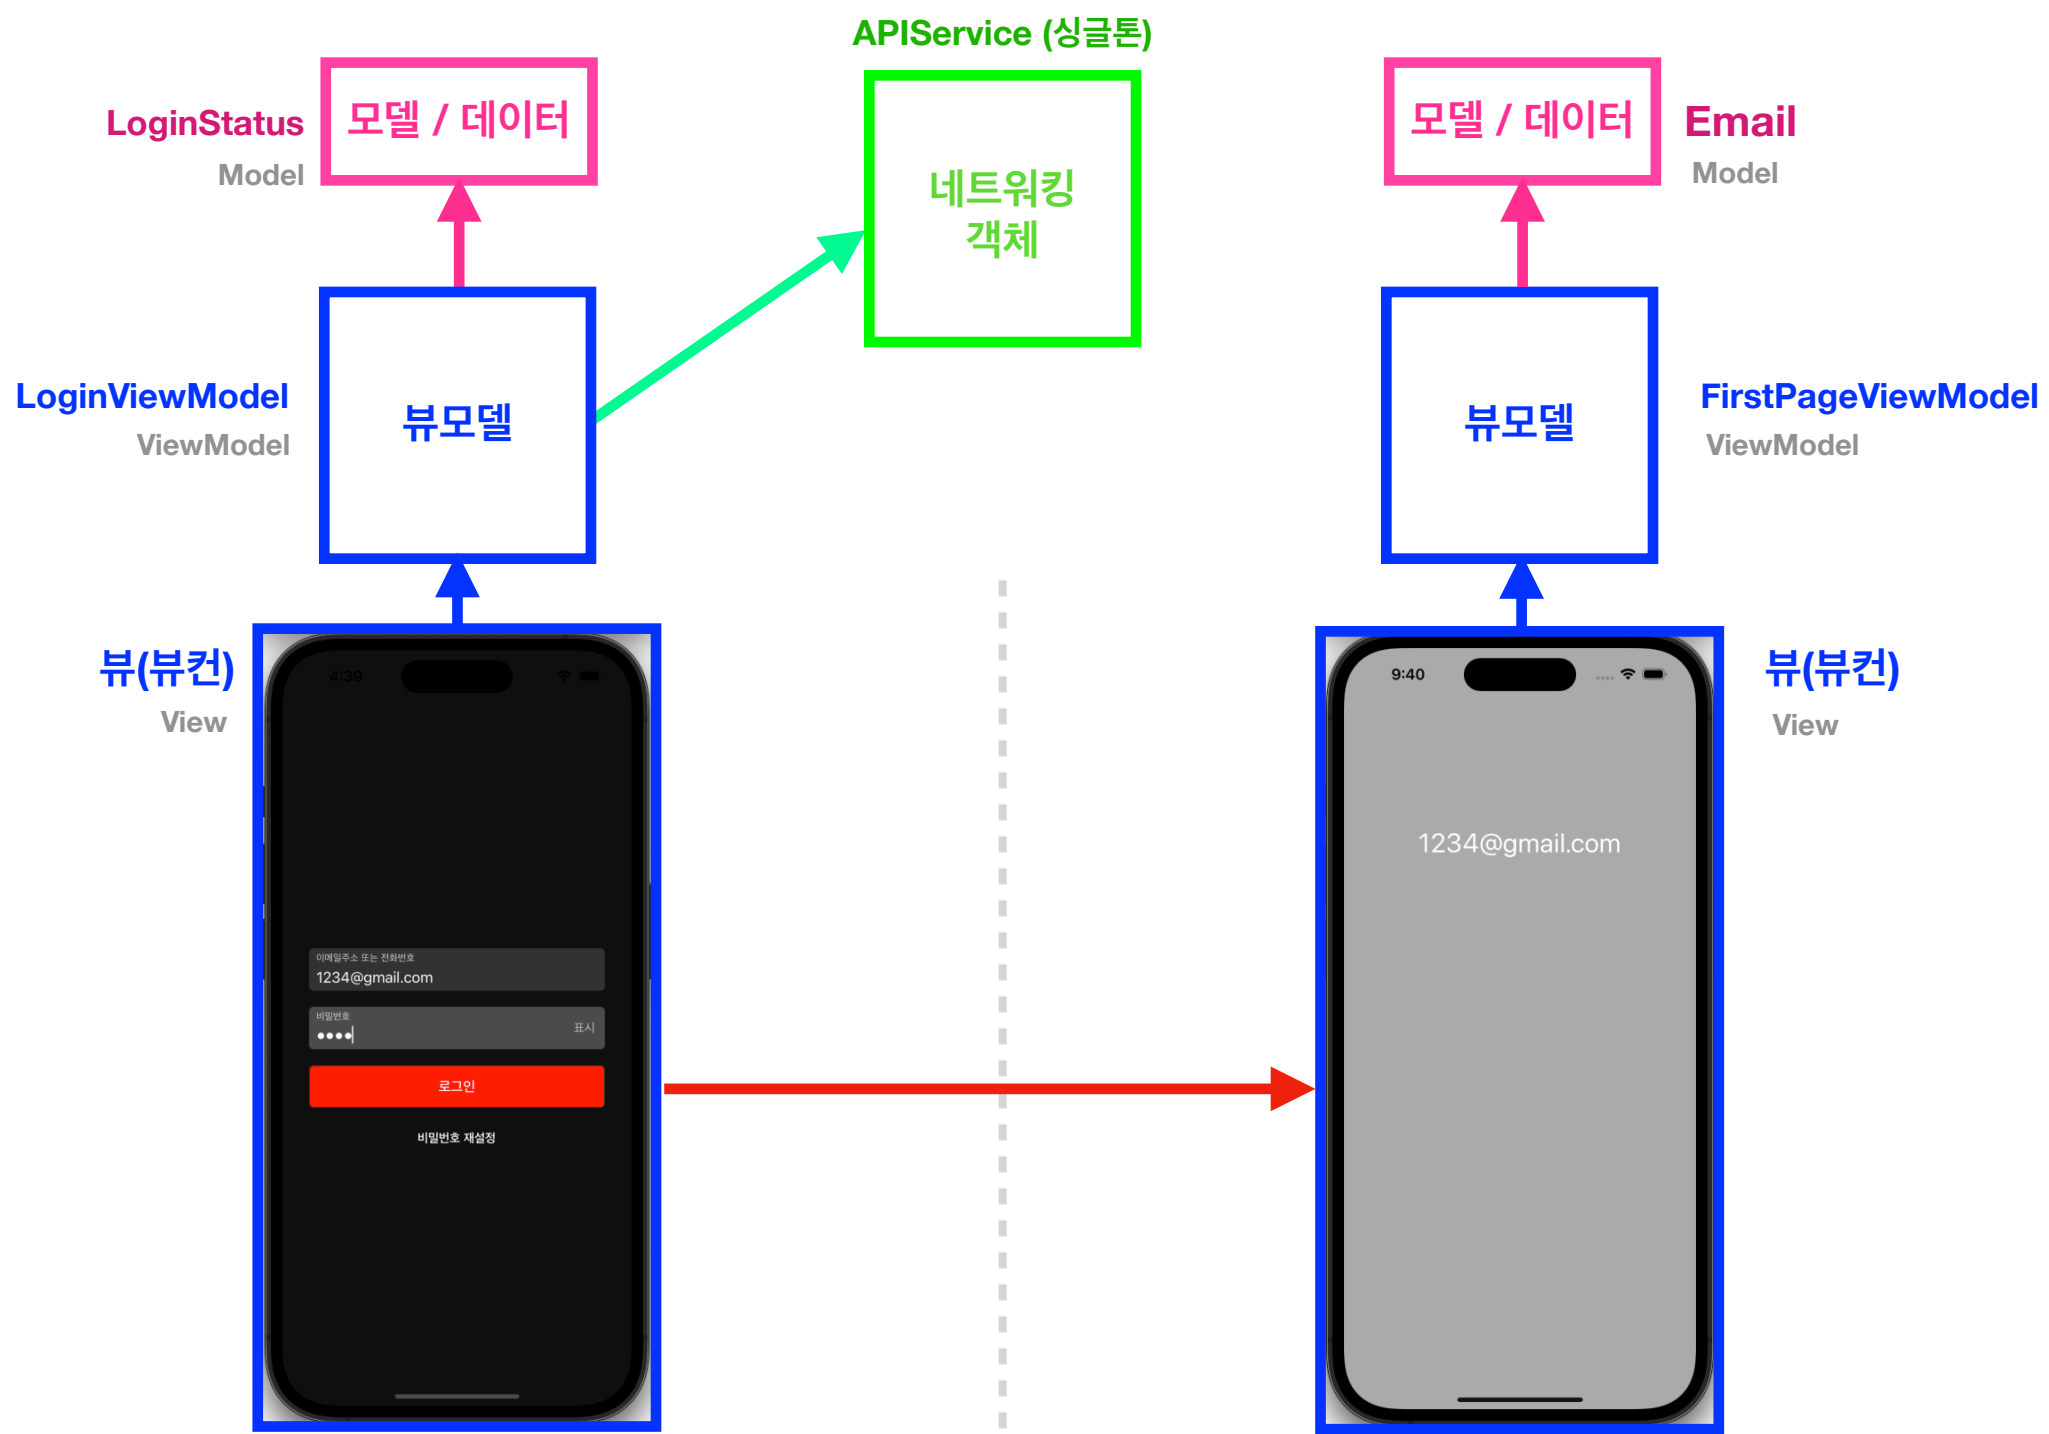 APIService (싱글톤)
LoginStatus
Model
모델 / 데이터
네트워킹
객체
모델 / 데이터
Email
Model
LoginViewModel
ViewModel
뷰모델
뷰모델
FirstPageViewModel
ViewModel
뷰(뷰컨)
View
4:39
이메일주소 또는 전화번호
1234@gmail.com
비밀번호
표시
로그인
비밀번호 재설정
9:40
1234@gmail.com
뷰(뷰컨)
View